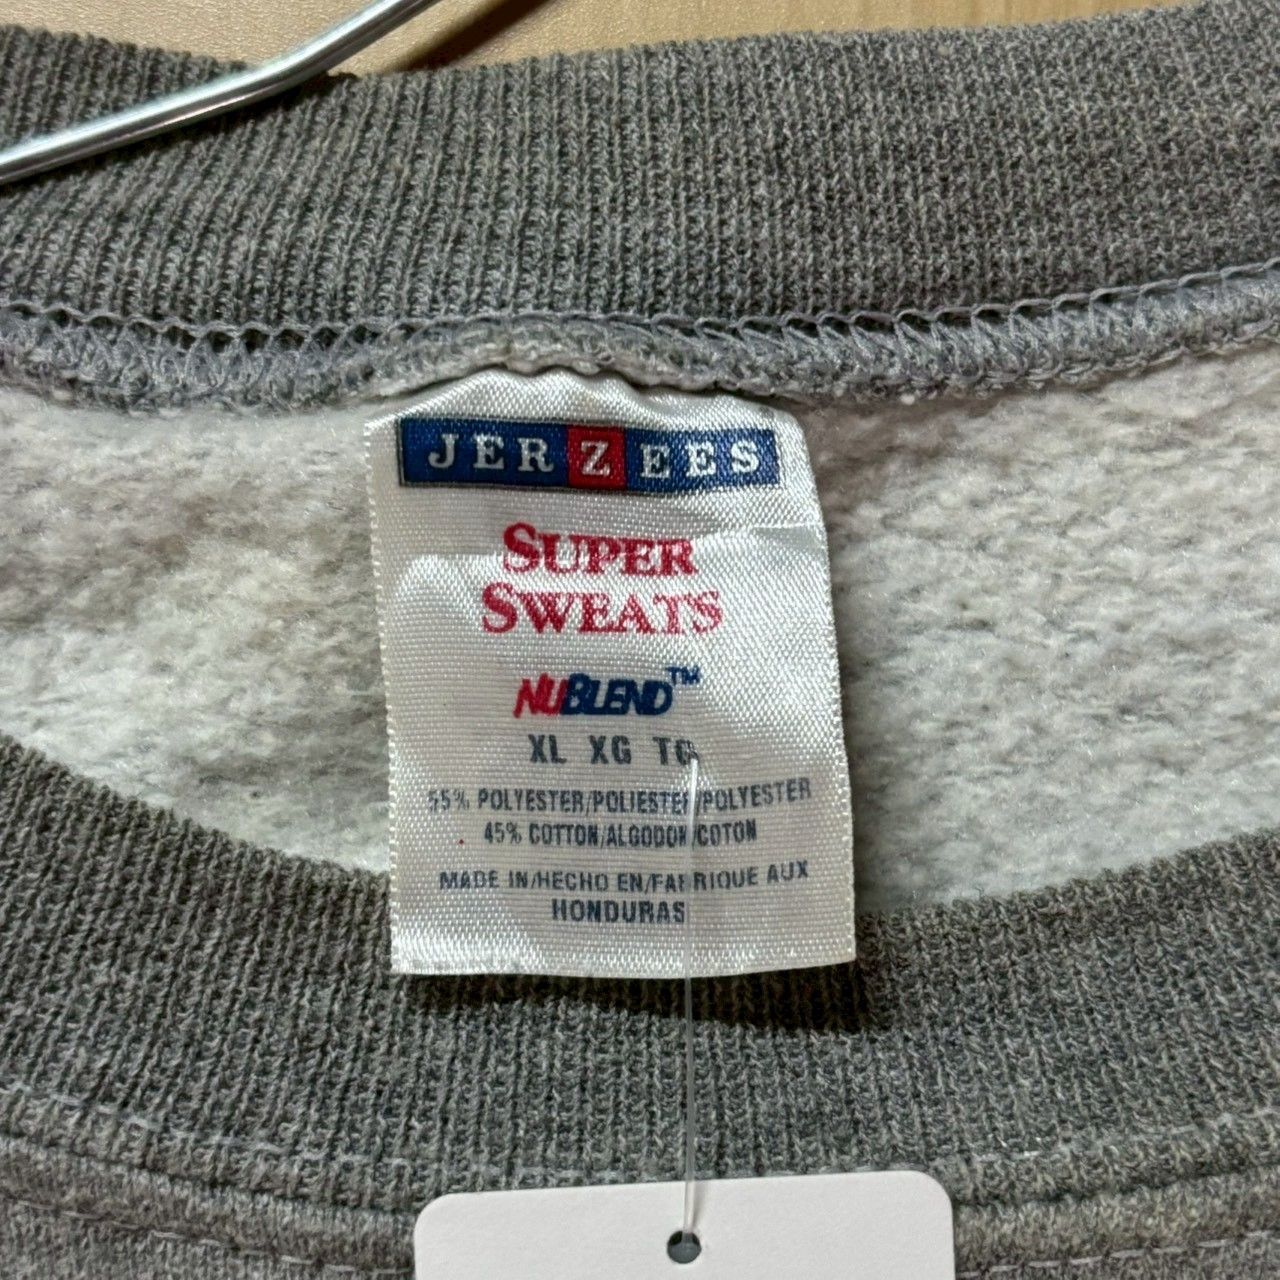 JERZEES
SUPER
SWEATS
NUBLEND™
XL XG TG
55% POLYESTER/POLIESTER/POLYESTER
45% COTTON/ALGODON/COTON
MADE IN/HECHO EN/FABRIQUE AUX
HONDURAS